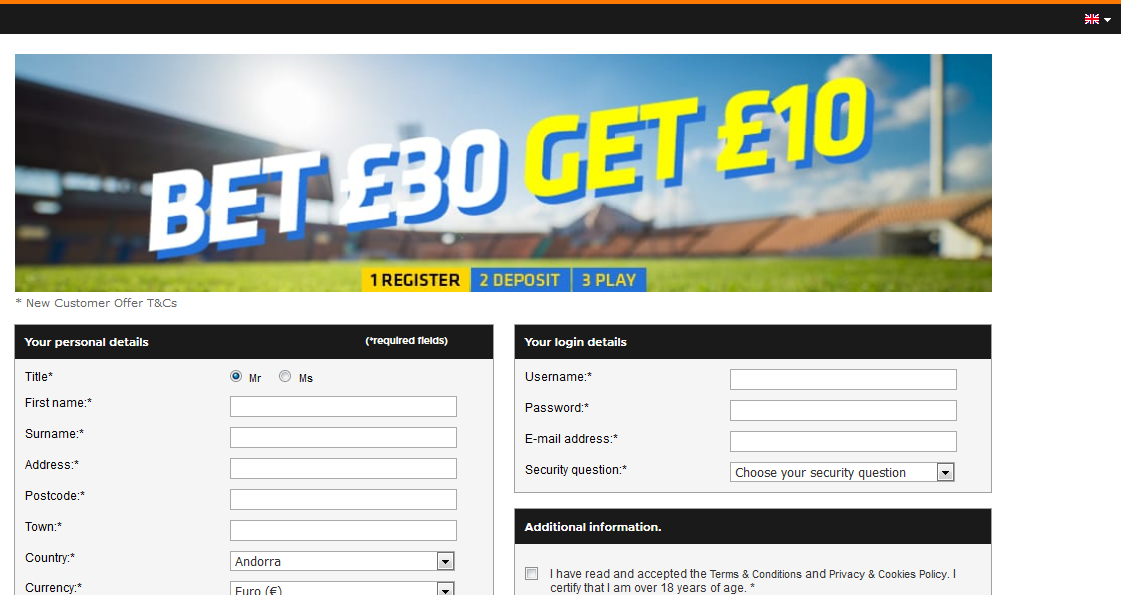 BET £30 GET £10
1 REGISTER 2 DEPOSIT 3 PLAY
* New Customer Offer T&Cs
Your personal details (*required fields)
Title* Mr Ms
First name:*
Surname:*
Address:*
Postcode:*
Town:*
Country:* Andorra
Currency:* Euro (€)
Your login details
Username:*
Password:*
E-mail address:*
Security question:* Choose your security question
Additional information.
I have read and accepted the Terms & Conditions and Privacy & Cookies Policy. I
certify that I am over 18 years of age. *